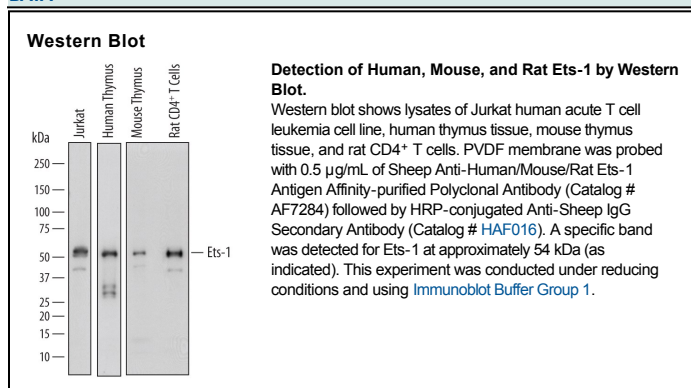 Western Blot
Jurkat
Human Thymus
Mouse Thymus
Rat CD4⁺ T Cells
kDa
250
150
100
75
50
37
25
20
15
10
Ets-1
Detection of Human, Mouse, and Rat Ets-1 by Western
Blot.
Western blot shows lysates of Jurkat human acute T cell
leukemia cell line, human thymus tissue, mouse thymus
tissue, and rat CD4⁺ T cells. PVDF membrane was probed
with 0.5 µg/mL of Sheep Anti-Human/Mouse/Rat Ets-1
Antigen Affinity-purified Polyclonal Antibody (Catalog #
AF7284) followed by HRP-conjugated Anti-Sheep IgG
Secondary Antibody (Catalog # HAF016). A specific band
was detected for Ets-1 at approximately 54 kDa (as
indicated). This experiment was conducted under reducing
conditions and using Immunoblot Buffer Group 1.